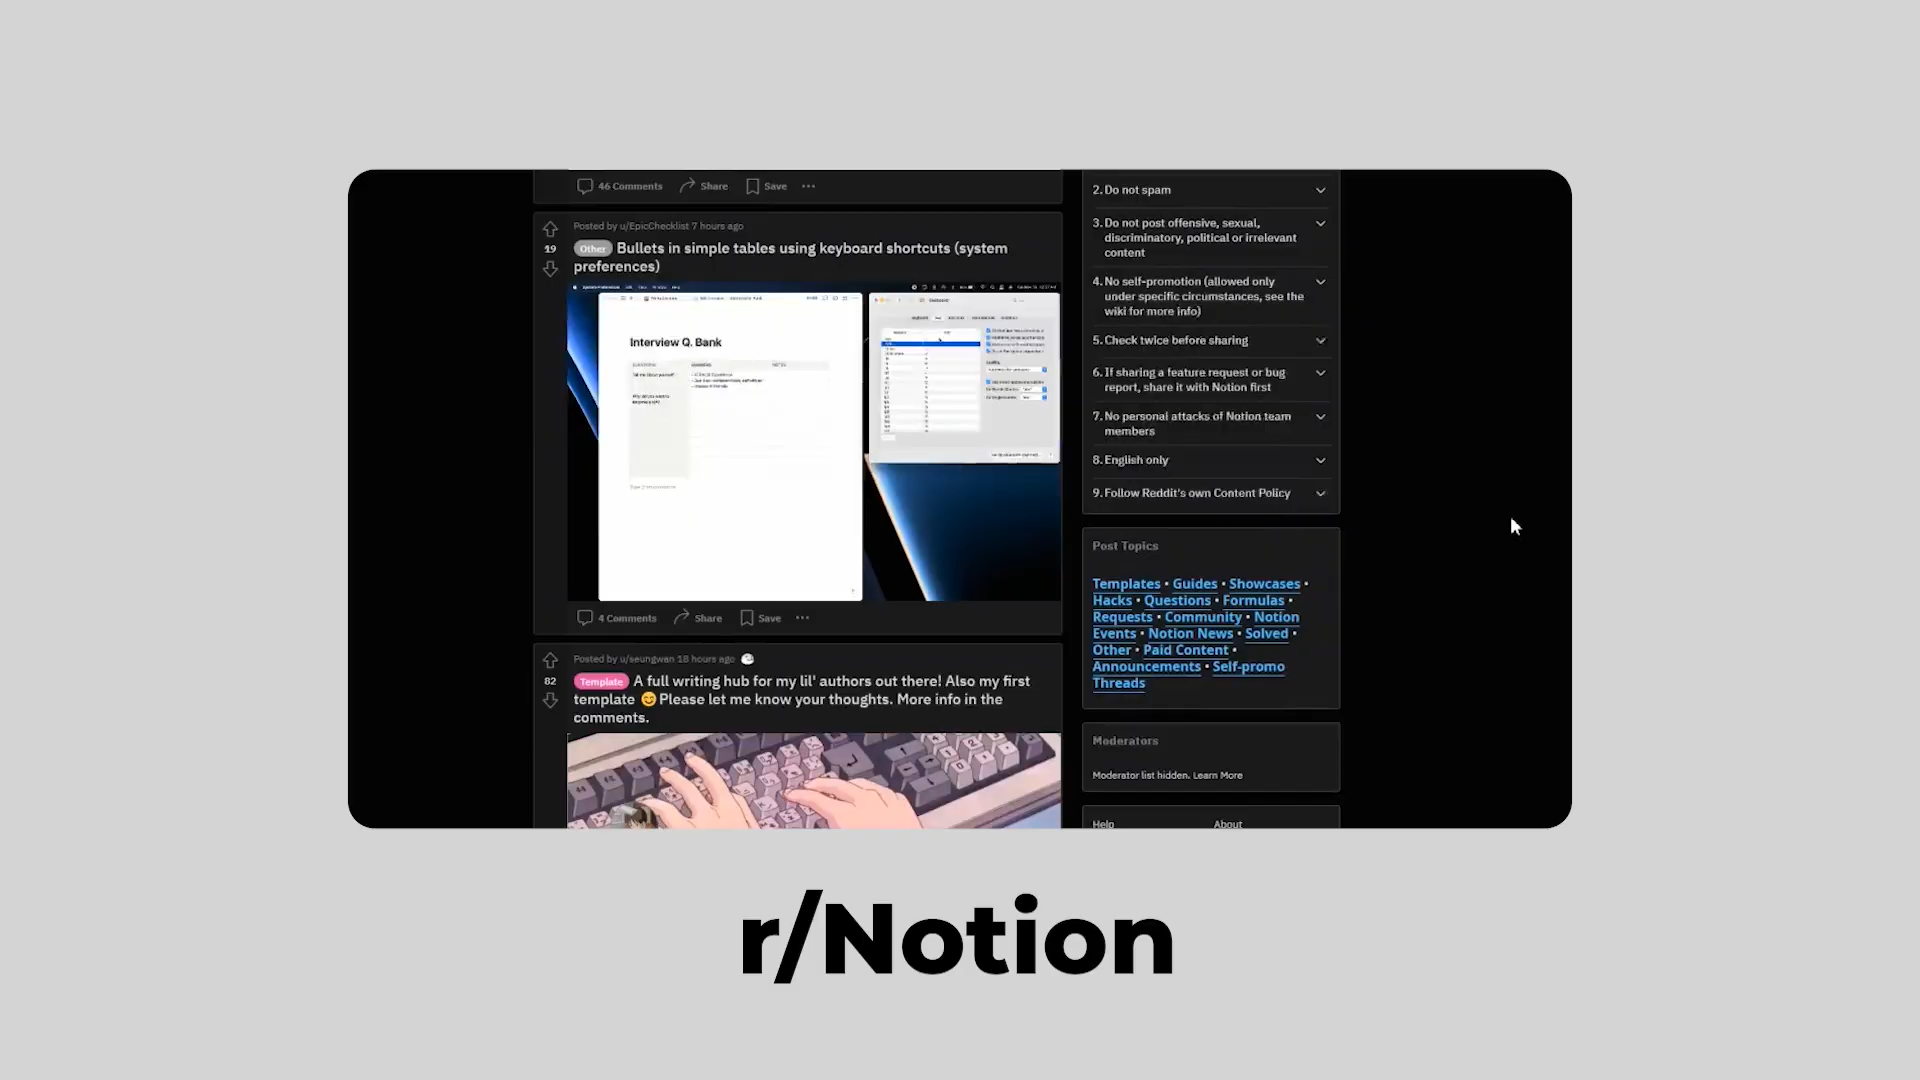 46 Comments Share Save
Posted by u/EpicChecklist 7 hours ago
19
Other Bullets in simple tables using keyboard shortcuts (system
preferences)
Interview Q. Bank
4 Comments Share Save
Posted by u/seungwan 18 hours ago
82
Template A full writing hub for my lil' authors out there! Also my first
template 😊Please let me know your thoughts. More info in the
comments.
2. Do not spam
3. Do not post offensive, sexual,
discriminatory, political or irrelevant
content
4. No self-promotion (allowed only
under specific circumstances, see the
wiki for more info)
5. Check twice before sharing
6. If sharing a feature request or bug
report, share it with Notion first
7. No personal attacks of Notion team
members
8. English only
9. Follow Reddit's own Content Policy
Post Topics
Templates • Guides • Showcases •
Hacks • Questions • Formulas •
Requests • Community • Notion
Events • Notion News • Solved •
Other • Paid Content •
Announcements • Self-promo
Threads
Moderators
Moderator list hidden. Learn More
Help About
r/Notion